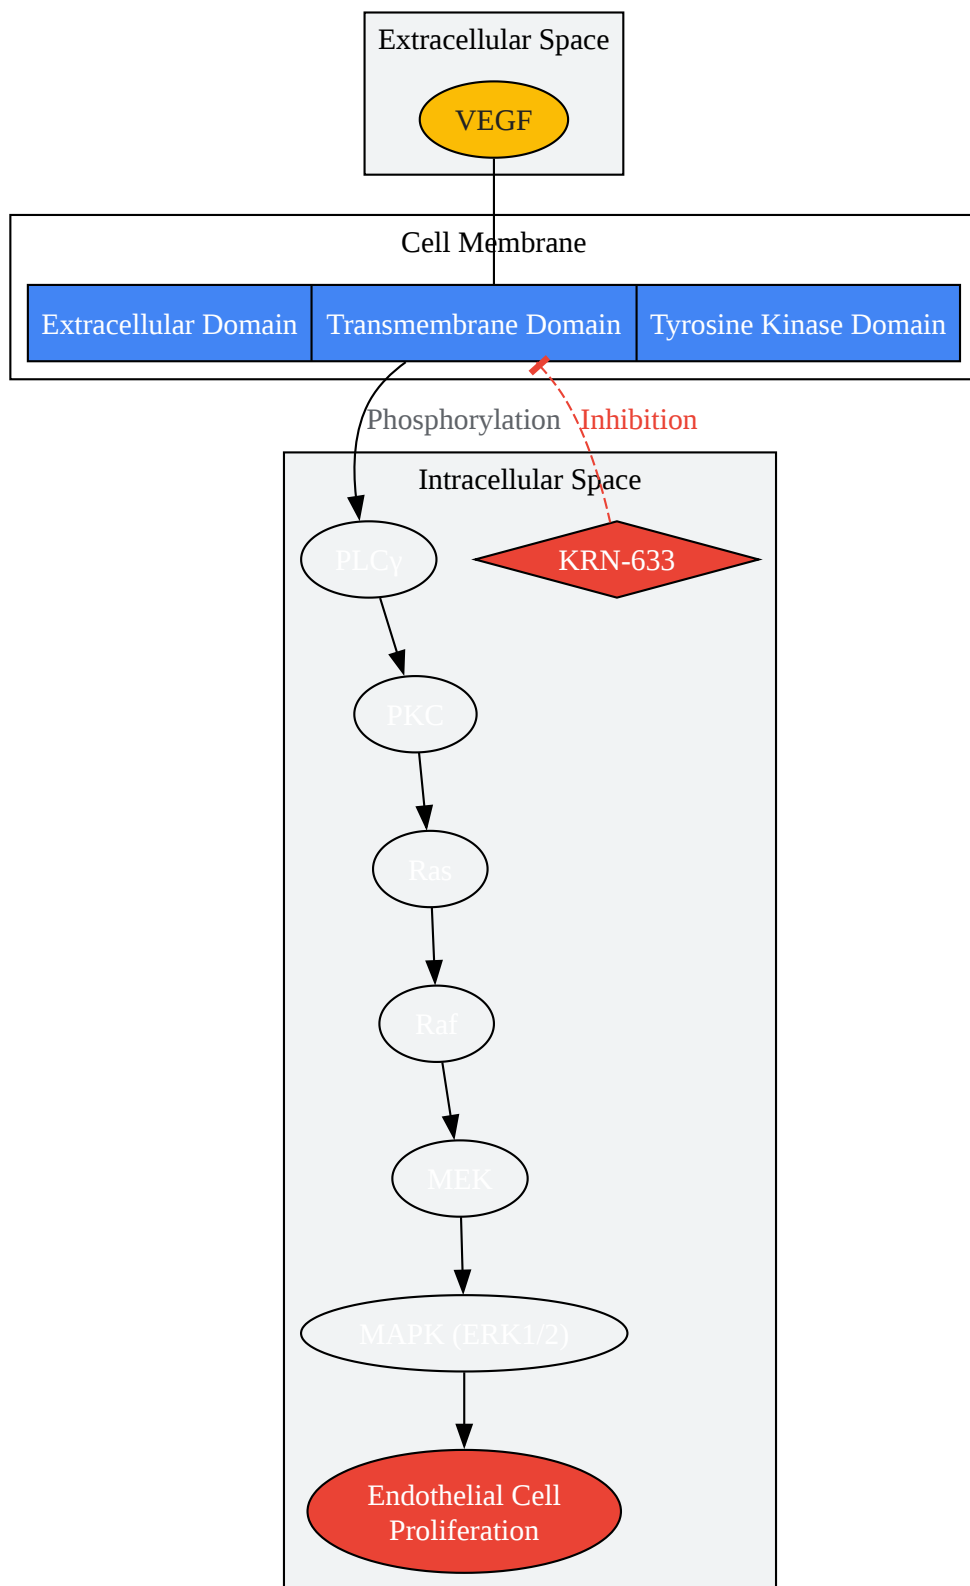 Extracellular Space
VEGF
Cell Membrane
Extracellular Domain
Transmembrane Domain
Tyrosine Kinase Domain
Phosphorylation
Inhibition
Intracellular Space
PLCγ
KRN-633
PKC
Ras
Raf
MEK
MAPK (ERK1/2)
Endothelial Cell
Proliferation